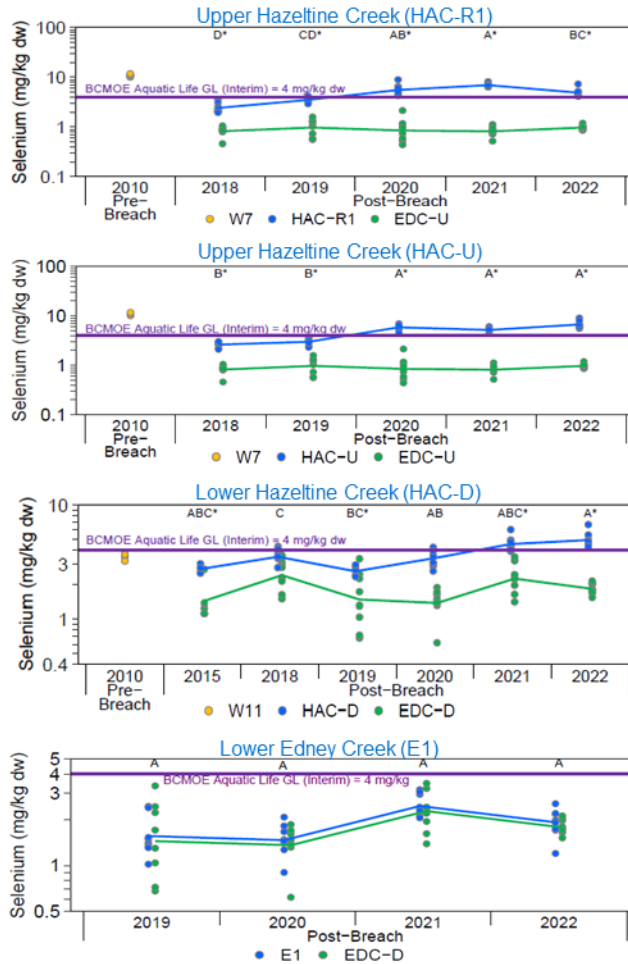 Upper Hazeltine Creek (HAC-R1)
Selenium (mg/kg dw)
100
10
1
0.1
D* CD* AB* A* BC*
BCMOE Aquatic Life GL (Interim) = 4 mg/kg dw
2010 2018 2019 2020 2021 2022
Pre-Breach Post-Breach
W7 HAC-R1 EDC-U
Upper Hazeltine Creek (HAC-U)
Selenium (mg/kg dw)
100
10
1
0.1
B* B* A* A* A*
BCMOE Aquatic Life GL (Interim) = 4 mg/kg dw
2010 2018 2019 2020 2021 2022
Pre-Breach Post-Breach
W7 HAC-U EDC-U
Lower Hazeltine Creek (HAC-D)
Selenium (mg/kg dw)
10
3
1
0.4
ABC* C BC* AB ABC* A*
BCMOE Aquatic Life GL (Interim) = 4 mg/kg dw
2010 2015 2018 2019 2020 2021 2022
Pre-Breach Post-Breach
W11 HAC-D EDC-D
Lower Edney Creek (E1)
Selenium (mg/kg dw)
5
4
3
1
0.5
A A A A
BCMOE Aquatic Life GL (Interim) = 4 mg/kg
2019 2020 2021 2022
Post-Breach
E1 EDC-D